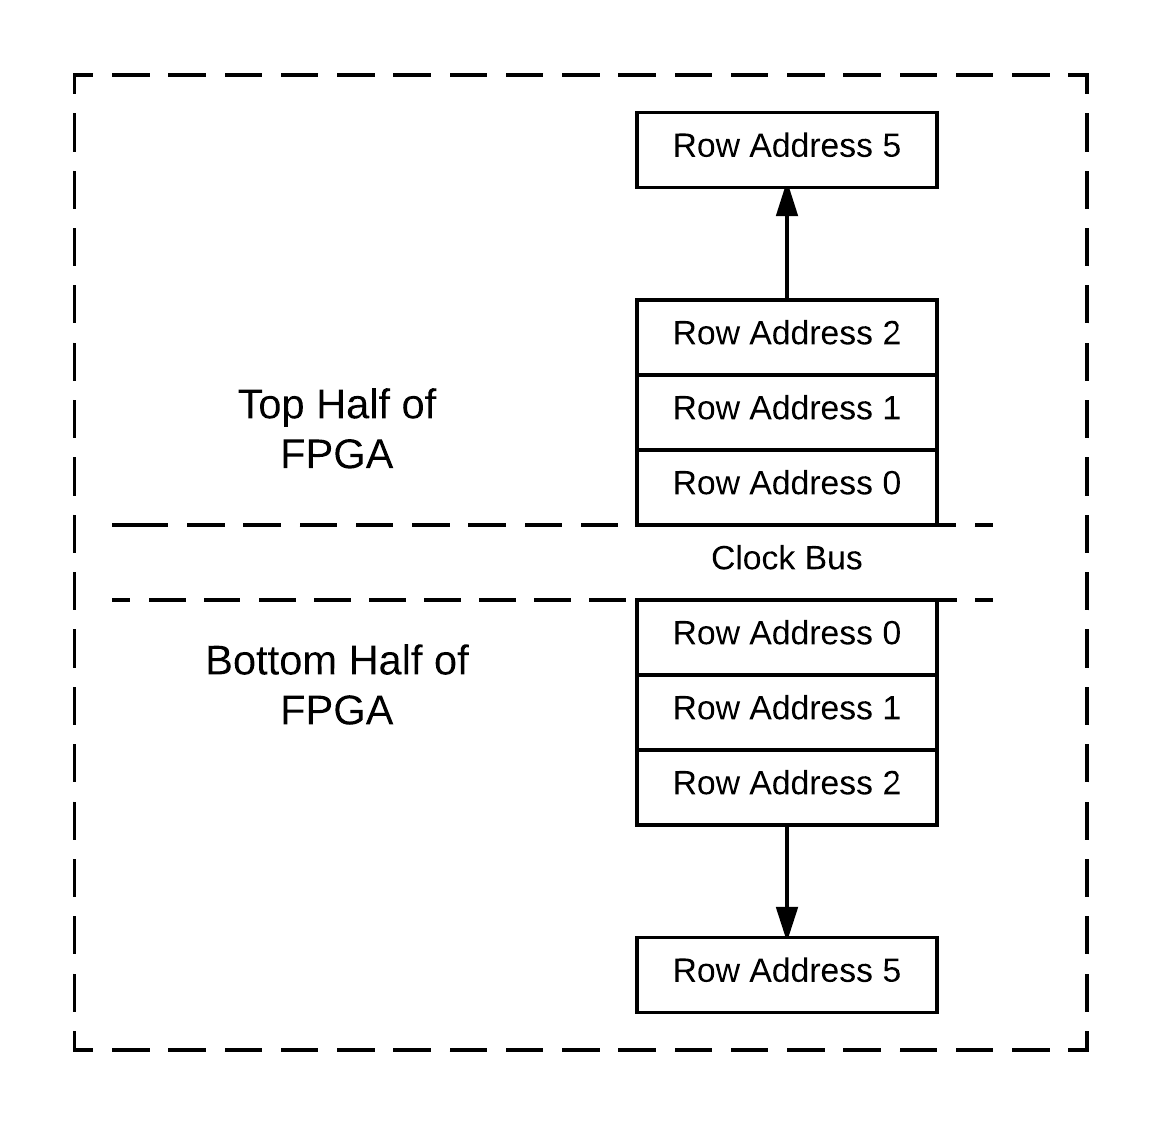 Row Address 5
Row Address 2
Top Half of
FPGA
Row Address 1
Row Address 0
Clock Bus
Bottom Half of
FPGA
Row Address 0
Row Address 1
Row Address 2
Row Address 5